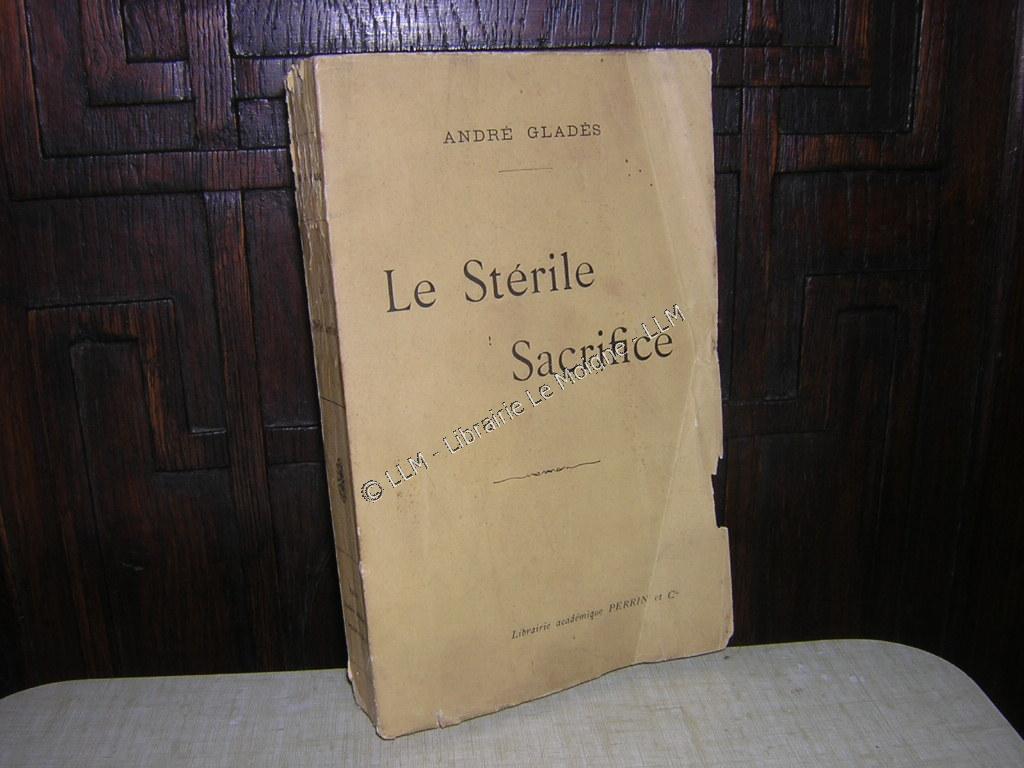 ANDRÉ GLADÈS
Le Stérile
Sacrifice
© LLM - Librairie Le Moigne - LLM
Librairie académique PERRIN et Cie